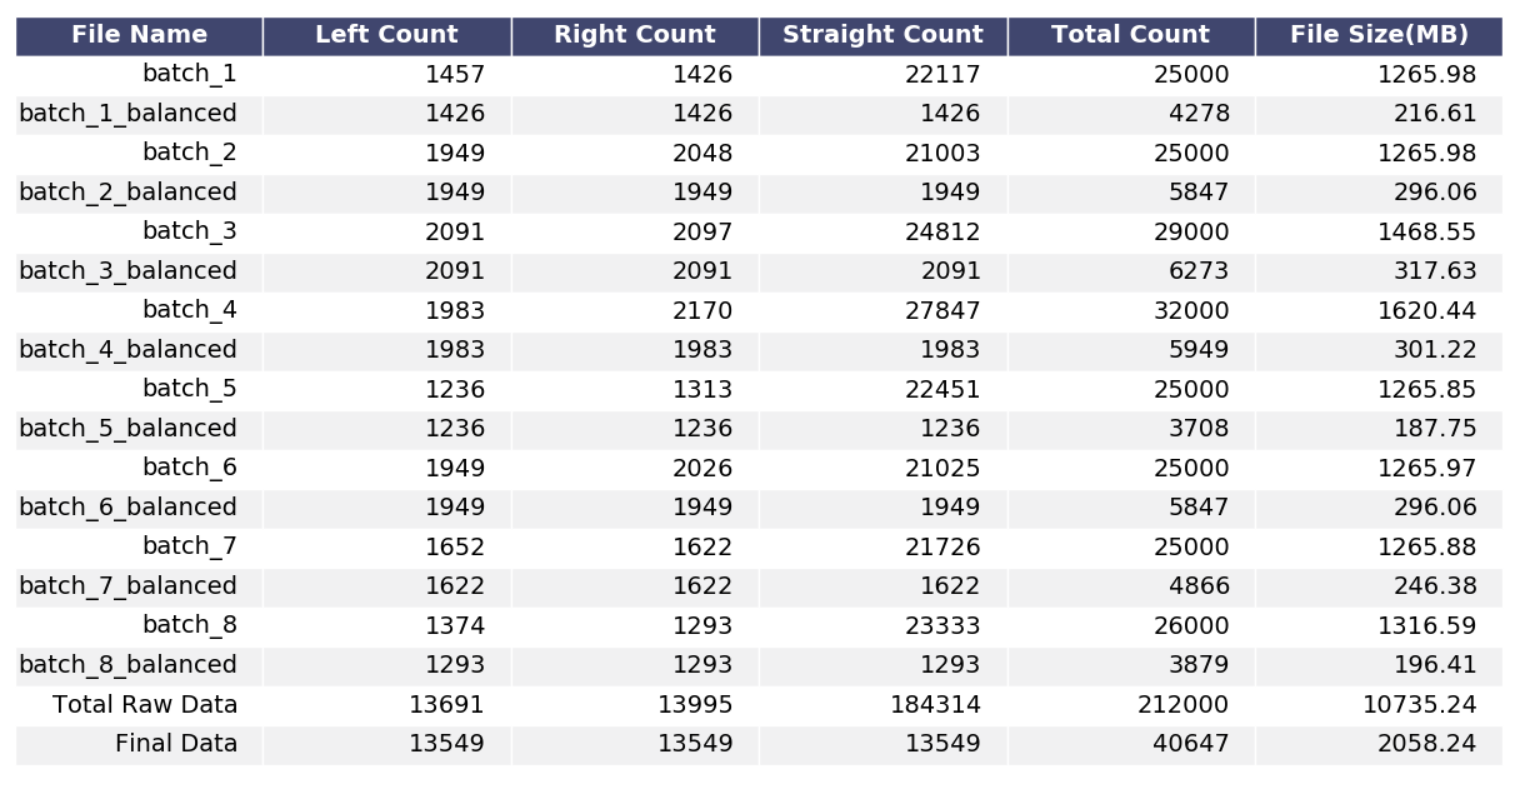 File Name Left Count Right Count Straight Count Total Count File Size(MB)
batch_1 1457 1426 22117 25000 1265.98
batch_1_balanced 1426 1426 1426 4278 216.61
batch_2 1949 2048 21003 25000 1265.98
batch_2_balanced 1949 1949 1949 5847 296.06
batch_3 2091 2097 24812 29000 1468.55
batch_3_balanced 2091 2091 2091 6273 317.63
batch_4 1983 2170 27847 32000 1620.44
batch_4_balanced 1983 1983 1983 5949 301.22
batch_5 1236 1313 22451 25000 1265.85
batch_5_balanced 1236 1236 1236 3708 187.75
batch_6 1949 2026 21025 25000 1265.97
batch_6_balanced 1949 1949 1949 5847 296.06
batch_7 1652 1622 21726 25000 1265.88
batch_7_balanced 1622 1622 1622 4866 246.38
batch_8 1374 1293 23333 26000 1316.59
batch_8_balanced 1293 1293 1293 3879 196.41
Total Raw Data 13691 13995 184314 212000 10735.24
Final Data 13549 13549 13549 40647 2058.24